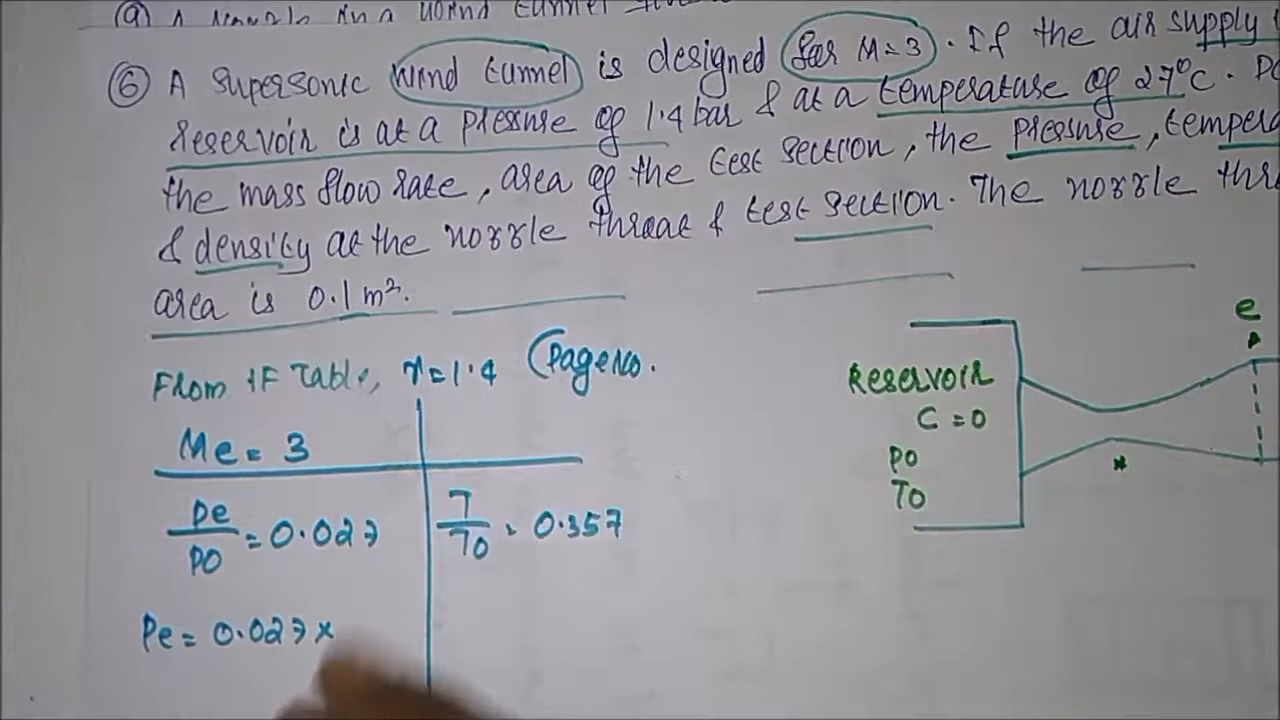 ⑥ A supersonic wind tunnel is designed for M=3. If the air supply
reservoir is at a pressure of 1.4 bar & at a temperature of 27°C.
the mass flow rate, area of the test section, the pressure, tempera
& density at the nozzle throat & test section. The nozzle thr
area is 0.1 m².
From IF Table, γ=1.4 (Page No.
Me = 3
Pe/Po = 0.027
T/To = 0.357
Pe = 0.027 ×
e
Reservoir
C = 0
Po
To
*